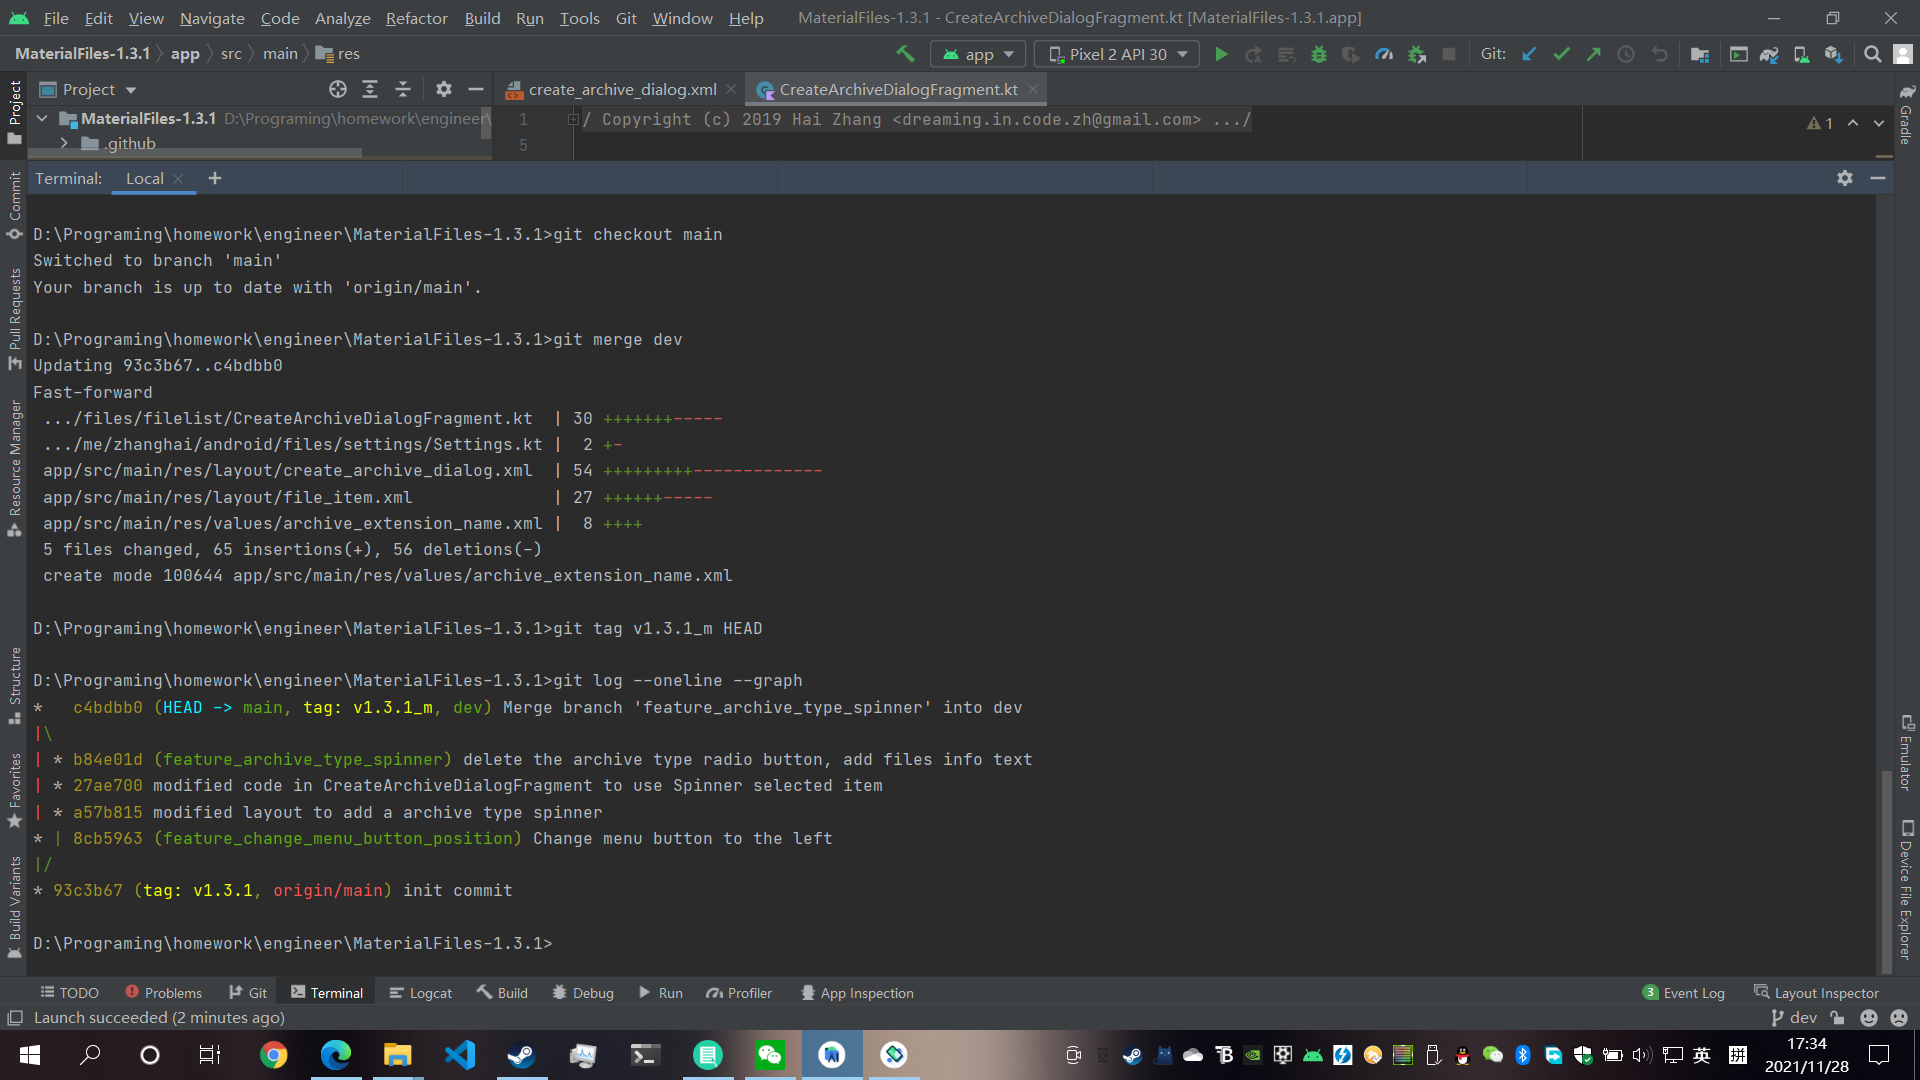 File Edit View Navigate Code Analyze Refactor Build Run Tools Git Window Help MaterialFiles-1.3.1 - CreateArchiveDialogFragment.kt [MaterialFiles-1.3.1.app]
MaterialFiles-1.3.1 app src main res app Pixel 2 API 30 Git:
Project create_archive_dialog.xml CreateArchiveDialogFragment.kt
MaterialFiles-1.3.1 D:\Programing\homework\engineer\
.github
1 / Copyright (c) 2019 Hai Zhang <dreaming.in.code.zh@gmail.com> .../
5
1
Terminal: Local
D:\Programing\homework\engineer\MaterialFiles-1.3.1>git checkout main
Switched to branch 'main'
Your branch is up to date with 'origin/main'.
D:\Programing\homework\engineer\MaterialFiles-1.3.1>git merge dev
Updating 93c3b67..c4bdbb0
Fast-forward
.../files/filelist/CreateArchiveDialogFragment.kt | 30 +++++++-----
.../me/zhanghai/android/files/settings/Settings.kt | 2 +-
app/src/main/res/layout/create_archive_dialog.xml | 54 +++++++++-------------
app/src/main/res/layout/file_item.xml | 27 ++++++-----
app/src/main/res/values/archive_extension_name.xml | 8 ++++
5 files changed, 65 insertions(+), 56 deletions(-)
create mode 100644 app/src/main/res/values/archive_extension_name.xml
D:\Programing\homework\engineer\MaterialFiles-1.3.1>git tag v1.3.1_m HEAD
D:\Programing\homework\engineer\MaterialFiles-1.3.1>git log --oneline --graph
* c4bdbb0 (HEAD -> main, tag: v1.3.1_m, dev) Merge branch 'feature_archive_type_spinner' into dev
|\
| * b84e01d (feature_archive_type_spinner) delete the archive type radio button, add files info text
| * 27ae700 modified code in CreateArchiveDialogFragment to use Spinner selected item
| * a57b815 modified layout to add a archive type spinner
* | 8cb5963 (feature_change_menu_button_position) Change menu button to the left
|/
* 93c3b67 (tag: v1.3.1, origin/main) init commit
D:\Programing\homework\engineer\MaterialFiles-1.3.1>
Project
Commit
Pull Requests
Resource Manager
Structure
Favorites
Build Variants
Gradle
Emulator
Device File Explorer
TODO Problems Git Terminal Logcat Build Debug Run Profiler App Inspection 3 Event Log Layout Inspector
Launch succeeded (2 minutes ago) dev
英 拼 17:34
2021/11/28